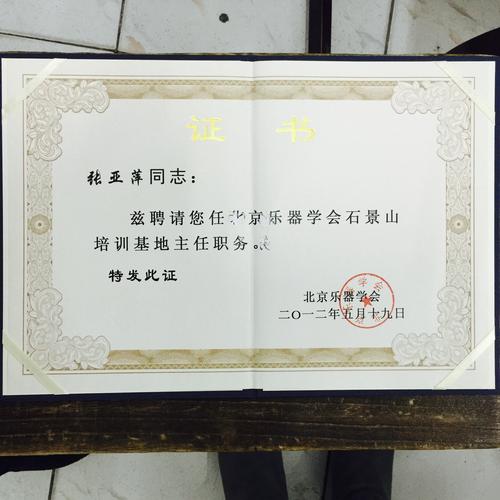 证书
张亚萍同志：
兹聘请您任北京乐器学会石景山
培训基地主任职务。
特发此证
北京乐器学会
二〇一二年五月十九日